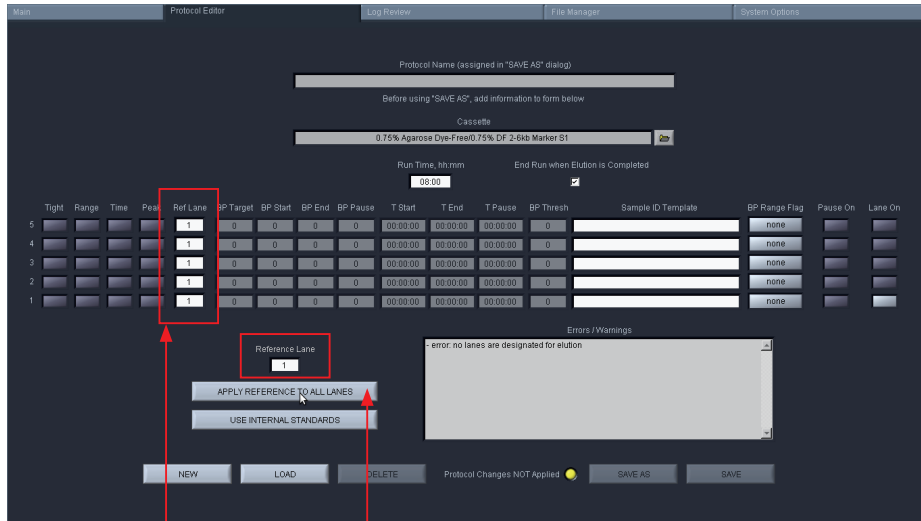 Main Protocol Editor Log Review File Manager System Options
Protocol Name (assigned in "SAVE AS" dialog)
Before using "SAVE AS", add information to form below
Cassette
0.75% Agarose Dye-Free/0.75% DF 2-6kb Marker S1
Run Time, hh:mm End Run when Elution is Completed
08:00
Tight Range Time Peak Ref Lane BP Target BP Start BP End BP Pause T Start T End T Pause BP Thresh Sample ID Template BP Range Flag Pause On Lane On
5 1 0 0 0 0 00:00:00 00:00:00 00:00:00 0 none
4 1 0 0 0 0 00:00:00 00:00:00 00:00:00 0 none
3 1 0 0 0 0 00:00:00 00:00:00 00:00:00 0 none
2 1 0 0 0 0 00:00:00 00:00:00 00:00:00 0 none
1 1 0 0 0 0 00:00:00 00:00:00 00:00:00 0 none
Errors / Warnings
- error: no lanes are designated for elution
Reference Lane
1
APPLY REFERENCE TO ALL LANES
USE INTERNAL STANDARDS
NEW LOAD DELETE Protocol Changes NOT Applied SAVE AS SAVE